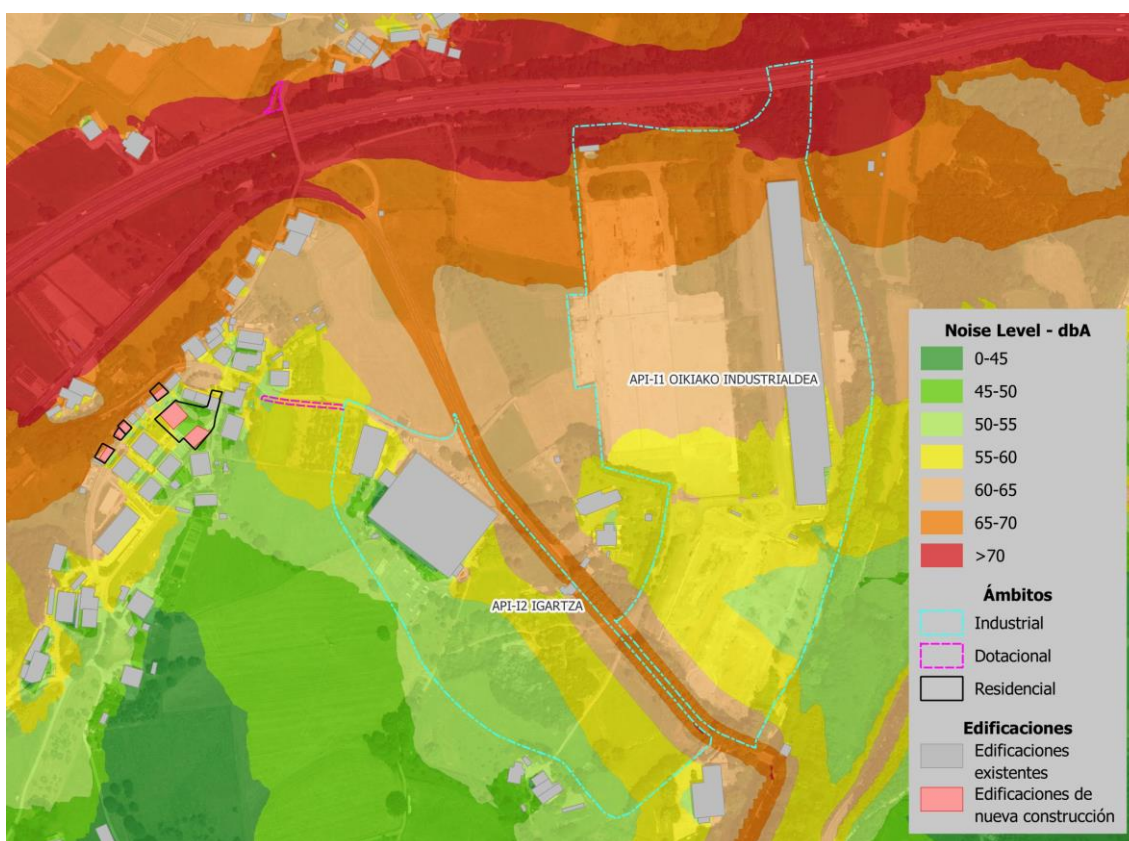 API-I1 OIKIAKO INDUSTRIALDEA
API-I2 IGARTZA
Noise Level - dbA
0-45
45-50
50-55
55-60
60-65
65-70
>70
Ámbitos
Industrial
Dotacional
Residencial
Edificaciones
Edificaciones
existentes
Edificaciones de
nueva construcción